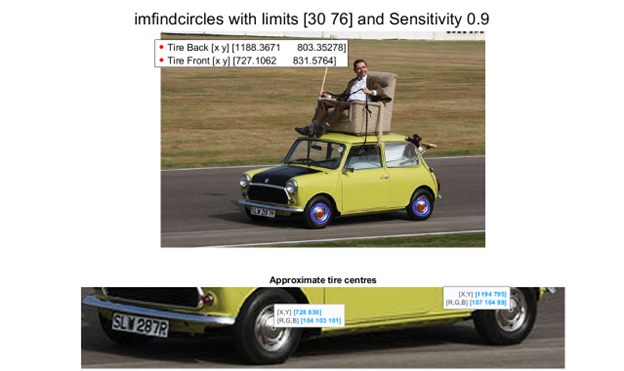 imfindcircles with limits [30 76] and Sensitivity 0.9
Tire Back [x y] [1188.3671 803.35278]
Tire Front [x y] [727.1062 831.5764]
SLW 287R
Approximate tire centres
[X,Y] [1194 795]
[R,G,B] [107 104 99]
[X,Y] [728 830]
[R,G,B] [104 103 101]
SLW 287R